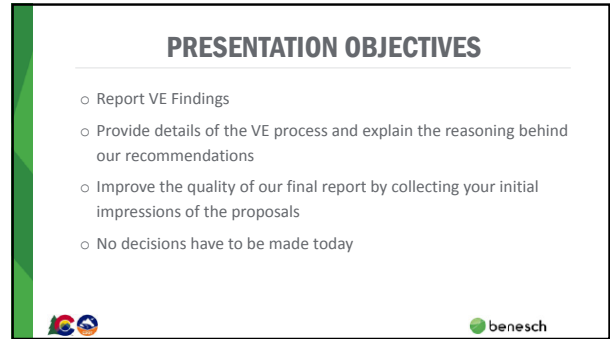 PRESENTATION OBJECTIVES
○ Report VE Findings
○ Provide details of the VE process and explain the reasoning behind
our recommendations
○ Improve the quality of our final report by collecting your initial
impressions of the proposals
○ No decisions have to be made today
benesch